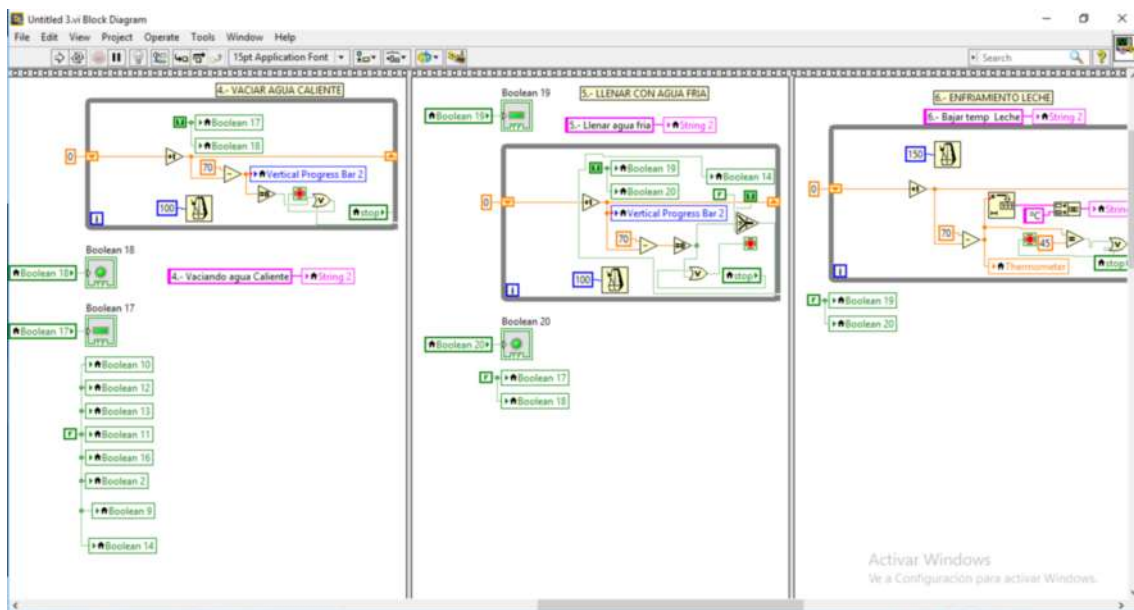 Untitled 3.vi Block Diagram
File Edit View Project Operate Tools Window Help
15pt Application Font
Search
4.- VACIAR AGUA CALIENTE
Boolean 17
Boolean 18
0
70
Vertical Progress Bar 2
100
stop
i
Boolean 18
Boolean 18
4.- Vaciando agua Caliente
String 2
Boolean 17
Boolean 17
Boolean 10
Boolean 12
Boolean 13
F
Boolean 11
Boolean 16
Boolean 2
Boolean 9
Boolean 14
Boolean 19
5.- LLENAR CON AGUA FRIA
Boolean 19
5.- Llenar agua fria
String 2
Boolean 19
Boolean 14
Boolean 20
F
0
Vertical Progress Bar 2
70
100
stop
i
Boolean 20
Boolean 20
F
Boolean 17
Boolean 18
6.- ENFRIAMIENTO LECHE
6.- Bajar temp Leche
String 2
150
0
ºC
70
45
Thermometer
i
F
Boolean 19
Boolean 20
Activar Windows
Ve a Configuración para activar Windows.